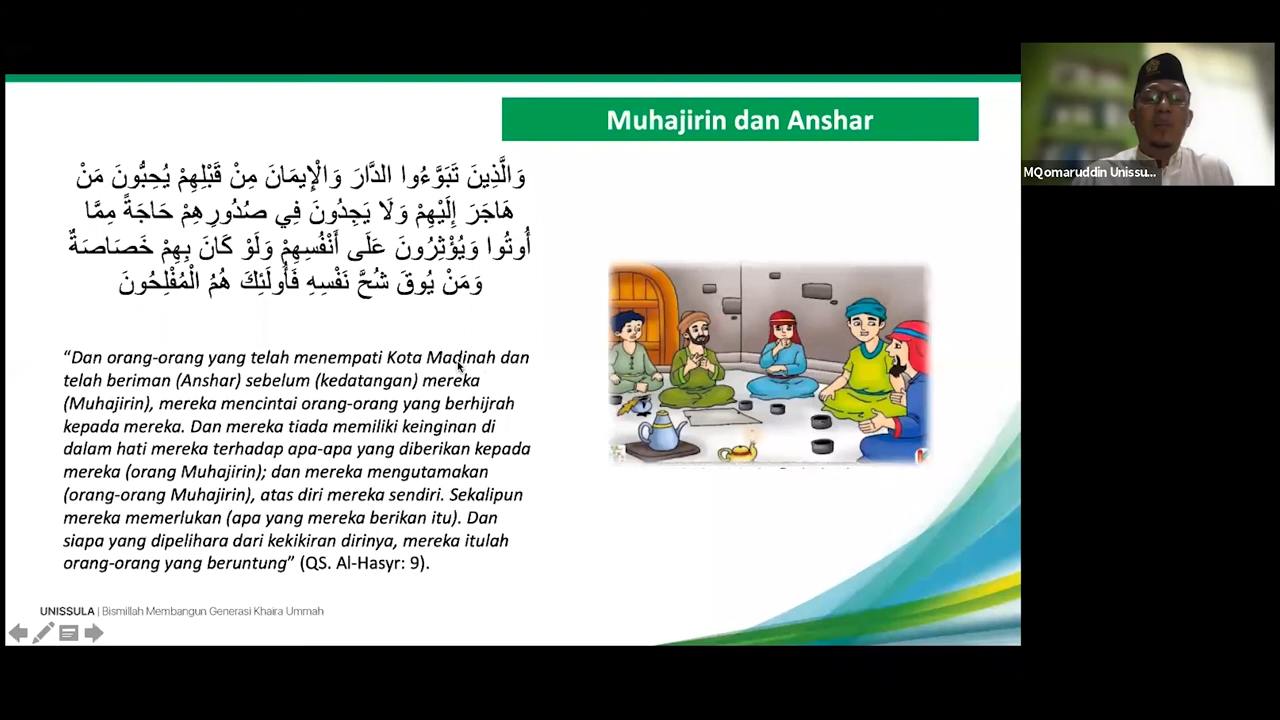 Muhajirin dan Anshar
وَالَّذِينَ تَبَوَّءُوا الدَّارَ وَالْإِيمَانَ مِنْ قَبْلِهِمْ يُحِبُّونَ مَنْ
هَاجَرَ إِلَيْهِمْ وَلَا يَجِدُونَ فِي صُدُورِهِمْ حَاجَةً مِمَّا
أُوتُوا وَيُؤْثِرُونَ عَلَى أَنْفُسِهِمْ وَلَوْ كَانَ بِهِمْ خَصَاصَةٌ
وَمَنْ يُوقَ شُحَّ نَفْسِهِ فَأُولَئِكَ هُمُ الْمُفْلِحُونَ
“Dan orang-orang yang telah menempati Kota Madinah dan
telah beriman (Anshar) sebelum (kedatangan) mereka
(Muhajirin), mereka mencintai orang-orang yang berhijrah
kepada mereka. Dan mereka tiada memiliki keinginan di
dalam hati mereka terhadap apa-apa yang diberikan kepada
mereka (orang Muhajirin); dan mereka mengutamakan
(orang-orang Muhajirin), atas diri mereka sendiri. Sekalipun
mereka memerlukan (apa yang mereka berikan itu). Dan
siapa yang dipelihara dari kekikiran dirinya, mereka itulah
orang-orang yang beruntung” (QS. Al-Hasyr: 9).
UNISSULA | Bismillah Membangun Generasi Khaira Ummah
MQomaruddin Unissu...